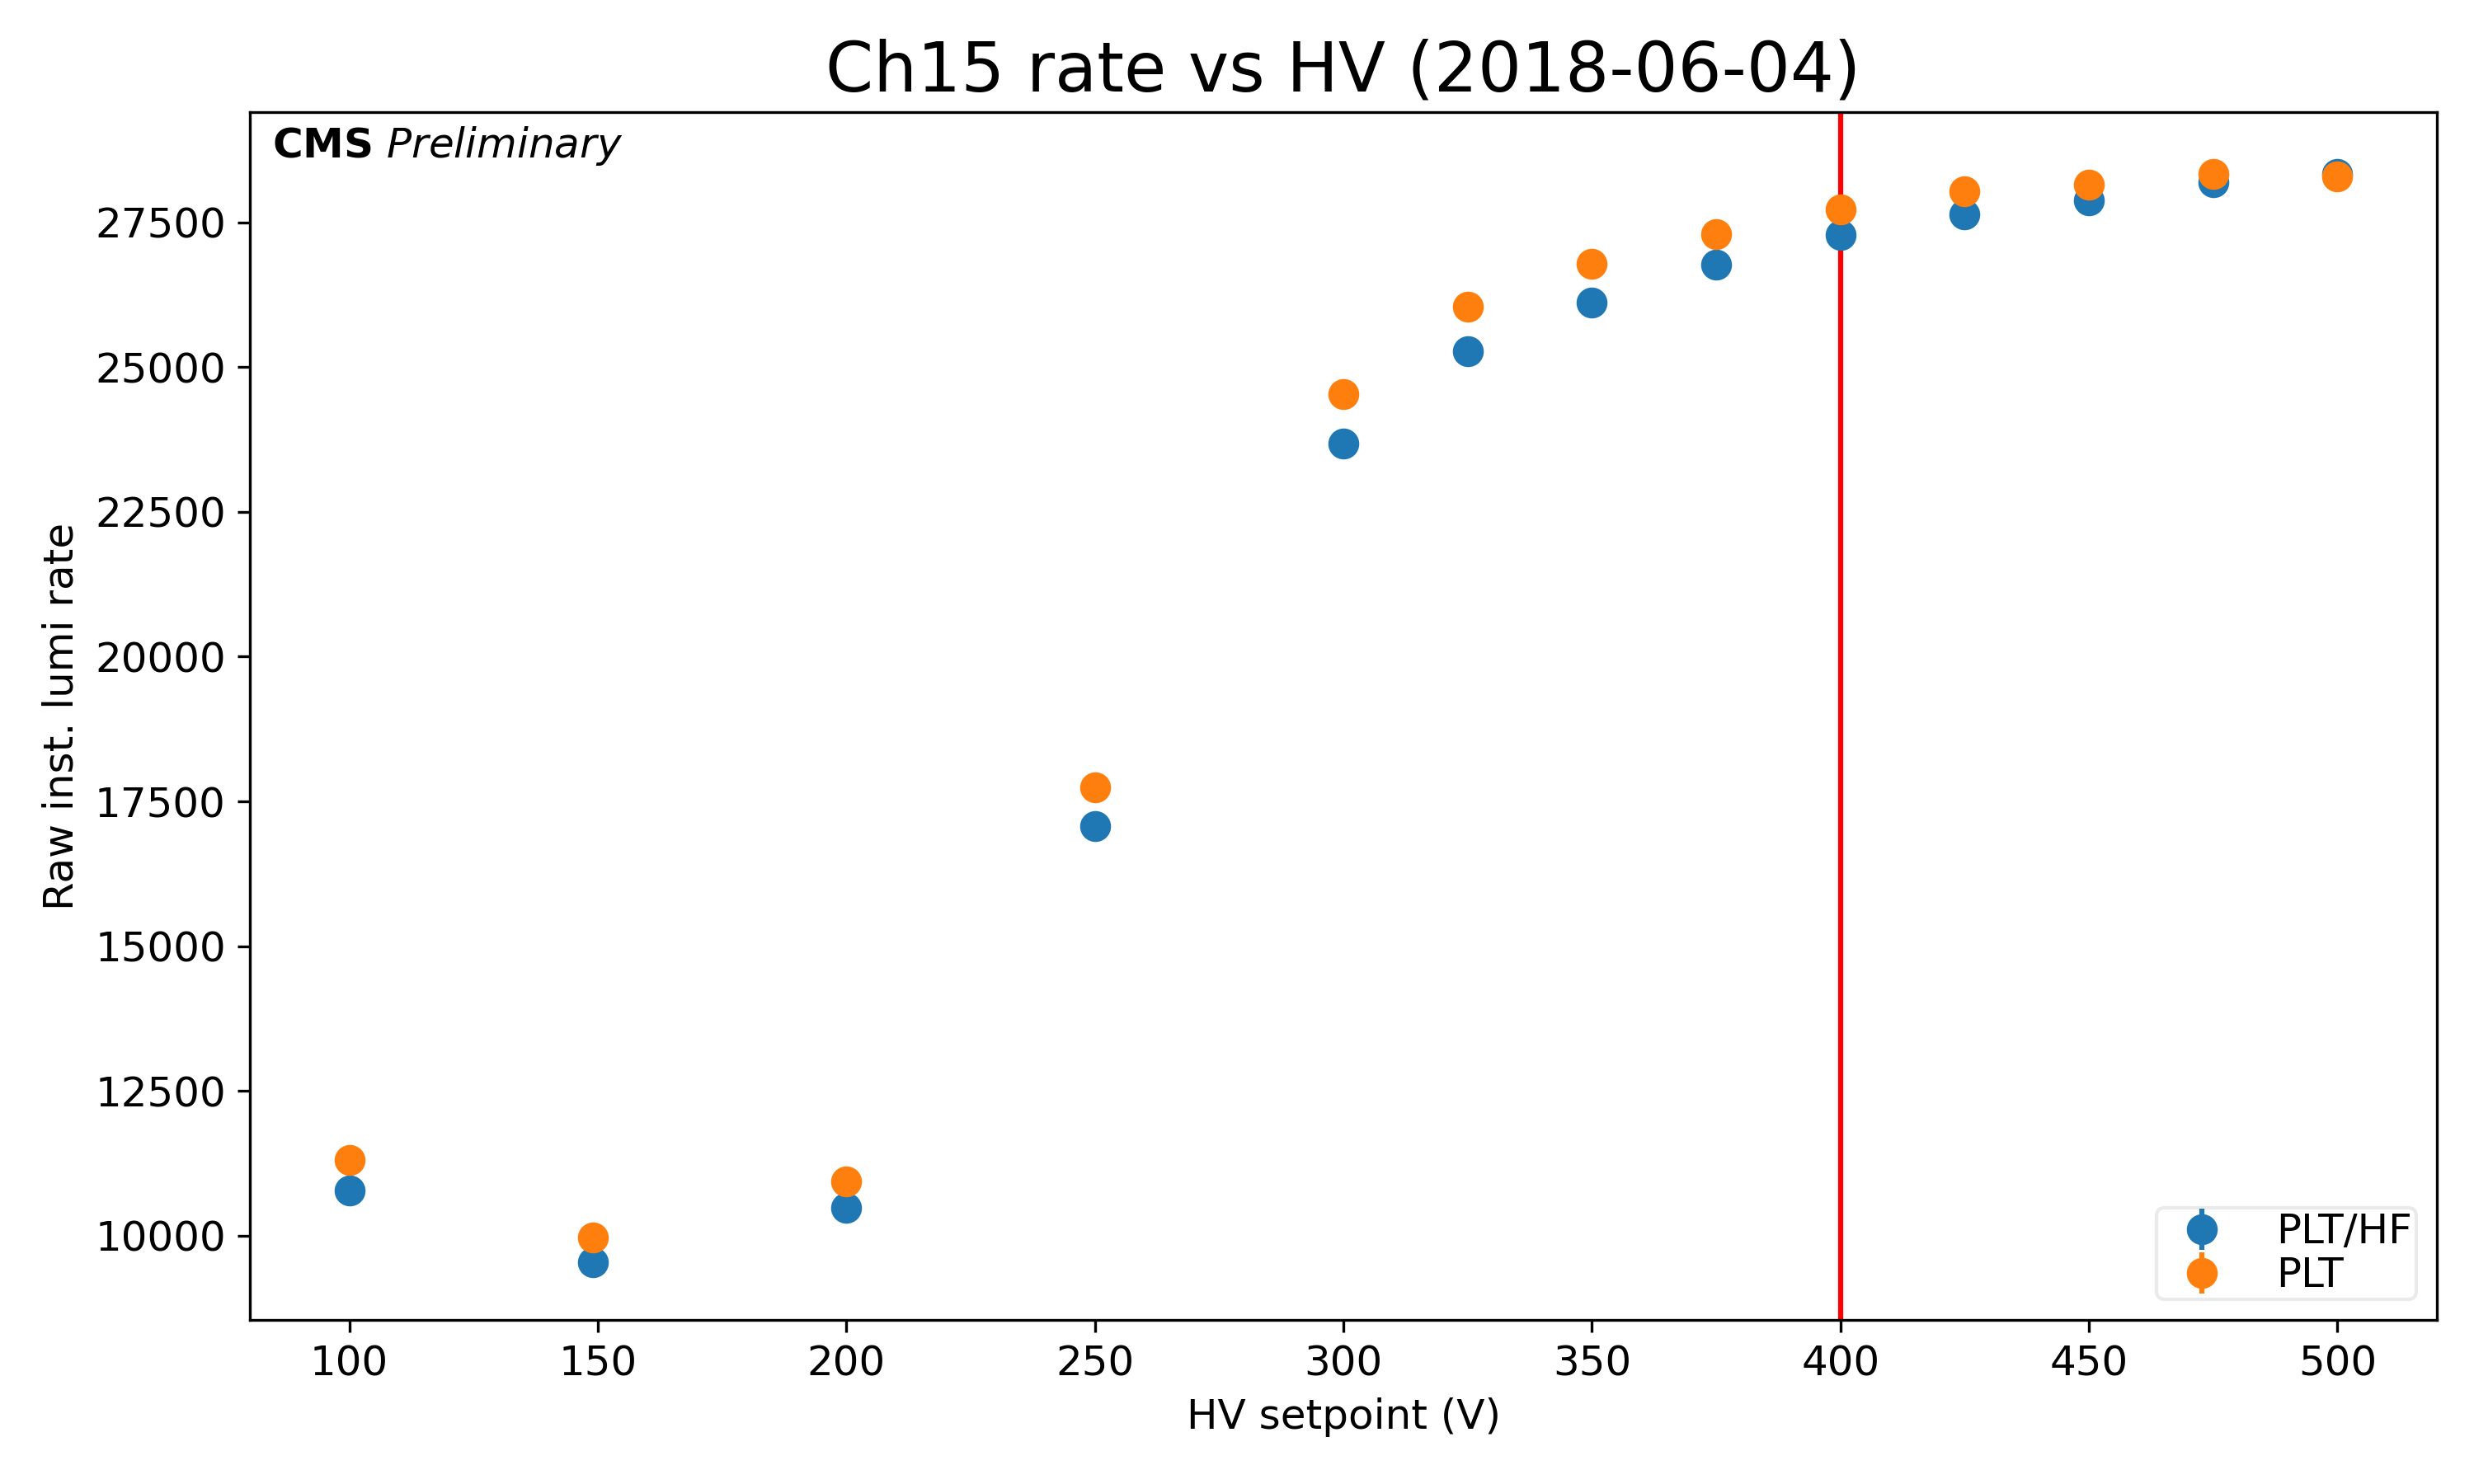 Ch15 rate vs HV (2018-06-04)
CMS Preliminary
27500
25000
22500
20000
17500
15000
12500
10000
Raw inst. lumi rate
PLT/HF
PLT
100 150 200 250 300 350 400 450 500
HV setpoint (V)